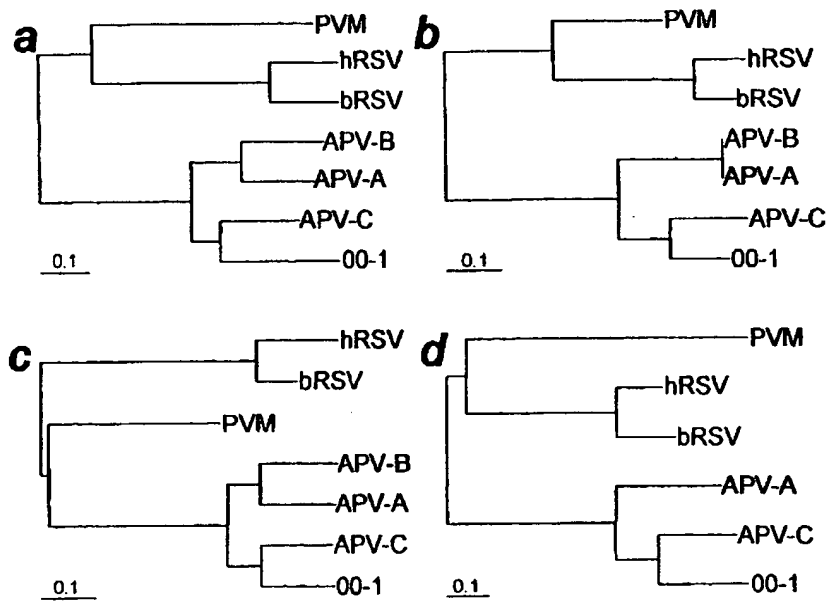 a
PVM
hRSV
bRSV
APV-B
APV-A
APV-C
00-1
0.1
b
PVM
hRSV
bRSV
APV-B
APV-A
APV-C
00-1
0.1
c
hRSV
bRSV
PVM
APV-B
APV-A
APV-C
00-1
0.1
d
PVM
hRSV
bRSV
APV-A
APV-C
00-1
0.1